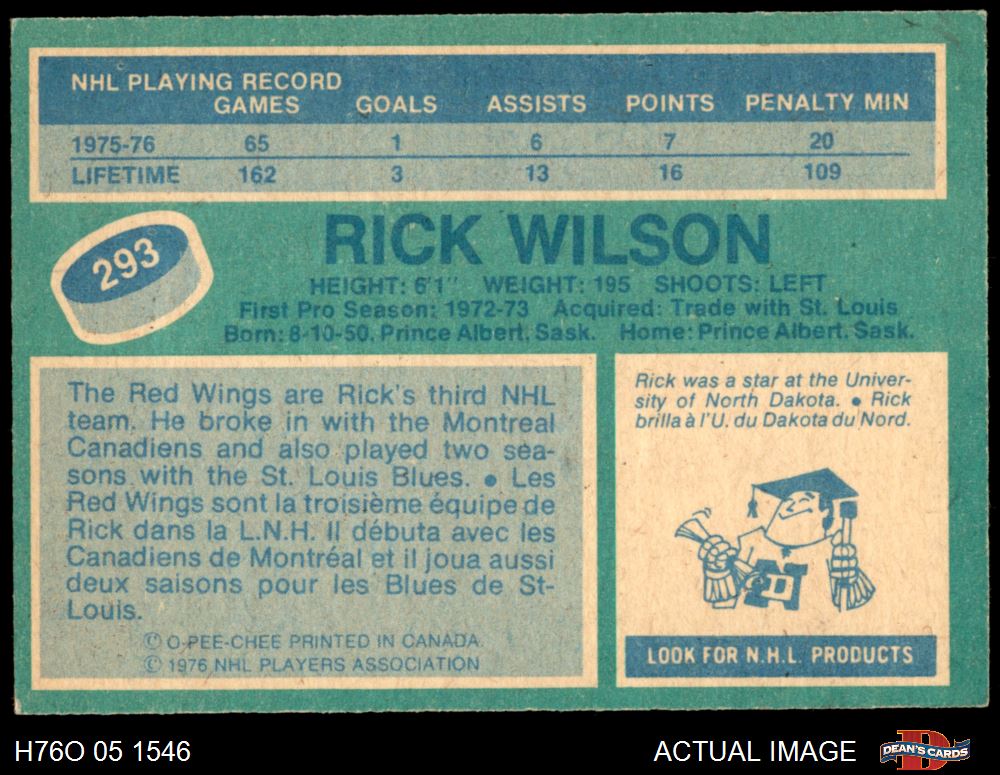 NHL PLAYING RECORD
GAMES GOALS ASSISTS POINTS PENALTY MIN
1975-76 65 1 6 7 20
LIFETIME 162 3 13 16 109
293
RICK WILSON
HEIGHT: 6'1" WEIGHT: 195 SHOOTS: LEFT
First Pro Season: 1972-73 Acquired: Trade with St. Louis
Born: 8-10-50, Prince Albert, Sask. Home: Prince Albert, Sask.
The Red Wings are Rick's third NHL
team. He broke in with the Montreal
Canadiens and also played two sea-
sons with the St. Louis Blues. • Les
Red Wings sont la troisième équipe de
Rick dans la L.N.H. Il débuta avec les
Canadiens de Montréal et il joua aussi
deux saisons pour les Blues de St-
Louis.
© O-PEE-CHEE PRINTED IN CANADA
© 1976 NHL PLAYERS ASSOCIATION
Rick was a star at the Univer-
sity of North Dakota. • Rick
brilla à l'U. du Dakota du Nord.
LOOK FOR N.H.L. PRODUCTS
H76O 05 1546
ACTUAL IMAGE
D
DEAN'S CARDS